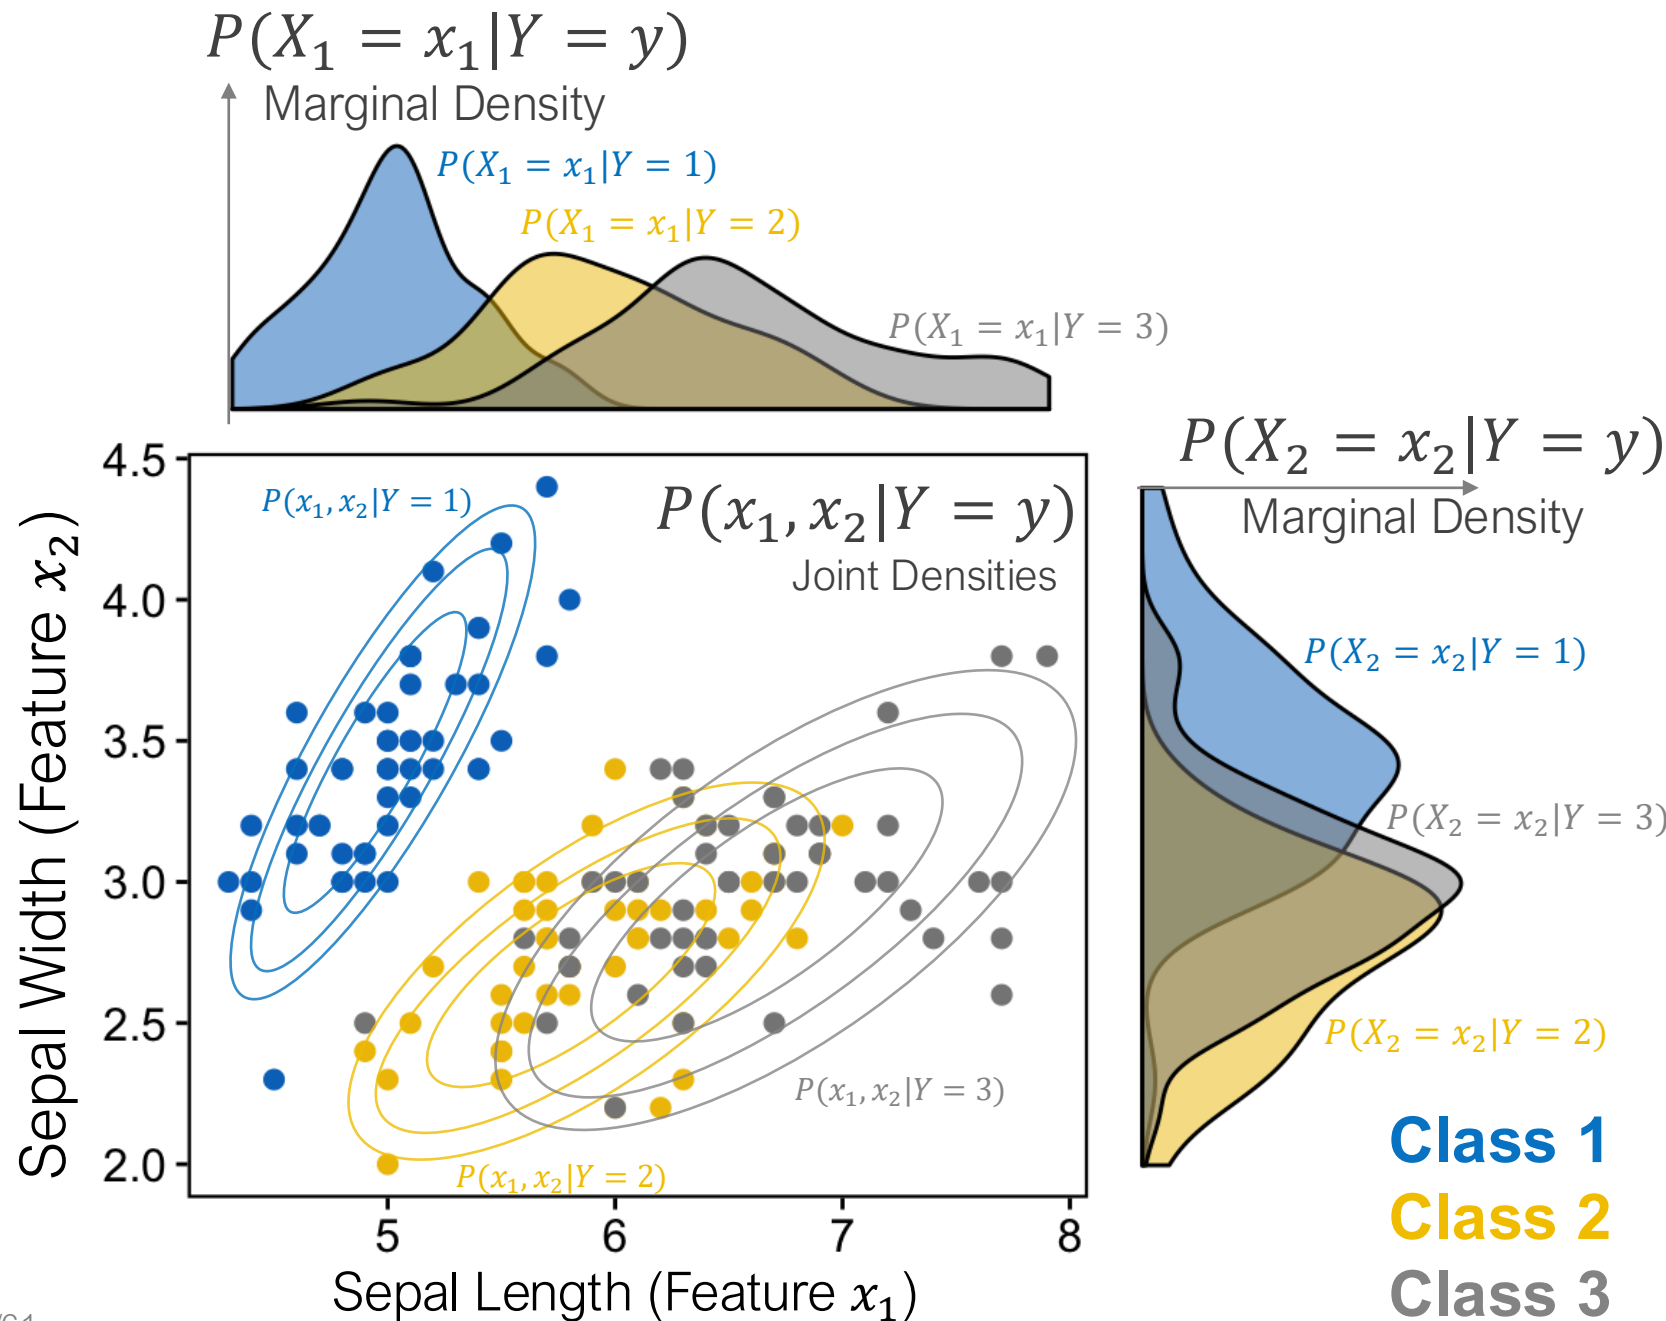 P(X₁ = x₁|Y = y)
Marginal Density
P(X₁ = x₁|Y = 1)
P(X₁ = x₁|Y = 2)
P(X₁ = x₁|Y = 3)
P(X₂ = x₂|Y = y)
Marginal Density
P(X₂ = x₂|Y = 1)
P(X₂ = x₂|Y = 3)
P(X₂ = x₂|Y = 2)
P(x₁, x₂|Y = y)
Joint Densities
P(x₁, x₂|Y = 1)
P(x₁, x₂|Y = 3)
P(x₁, x₂|Y = 2)
Sepal Width (Feature x₂)
4.5
4.0
3.5
3.0
2.5
2.0
5 6 7 8
Sepal Length (Feature x₁)
Class 1
Class 2
Class 3